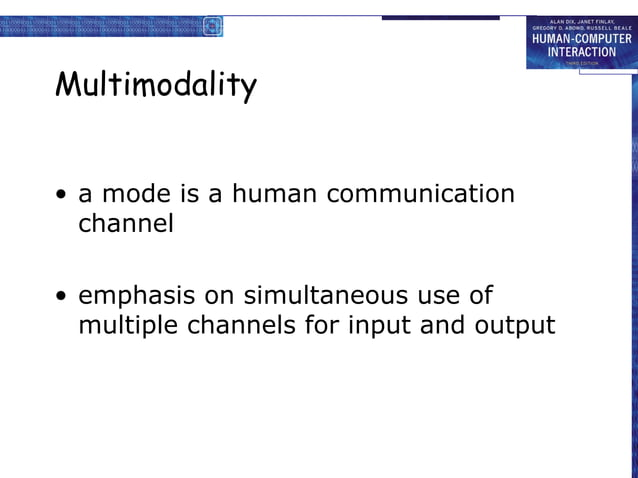 ALAN DIX, JANET FINLAY,
GREGORY D. ABOWD, RUSSELL BEALE
HUMAN-COMPUTER
INTERACTION
THIRD EDITION
Multimodality
• a mode is a human communication
channel
• emphasis on simultaneous use of
multiple channels for input and output